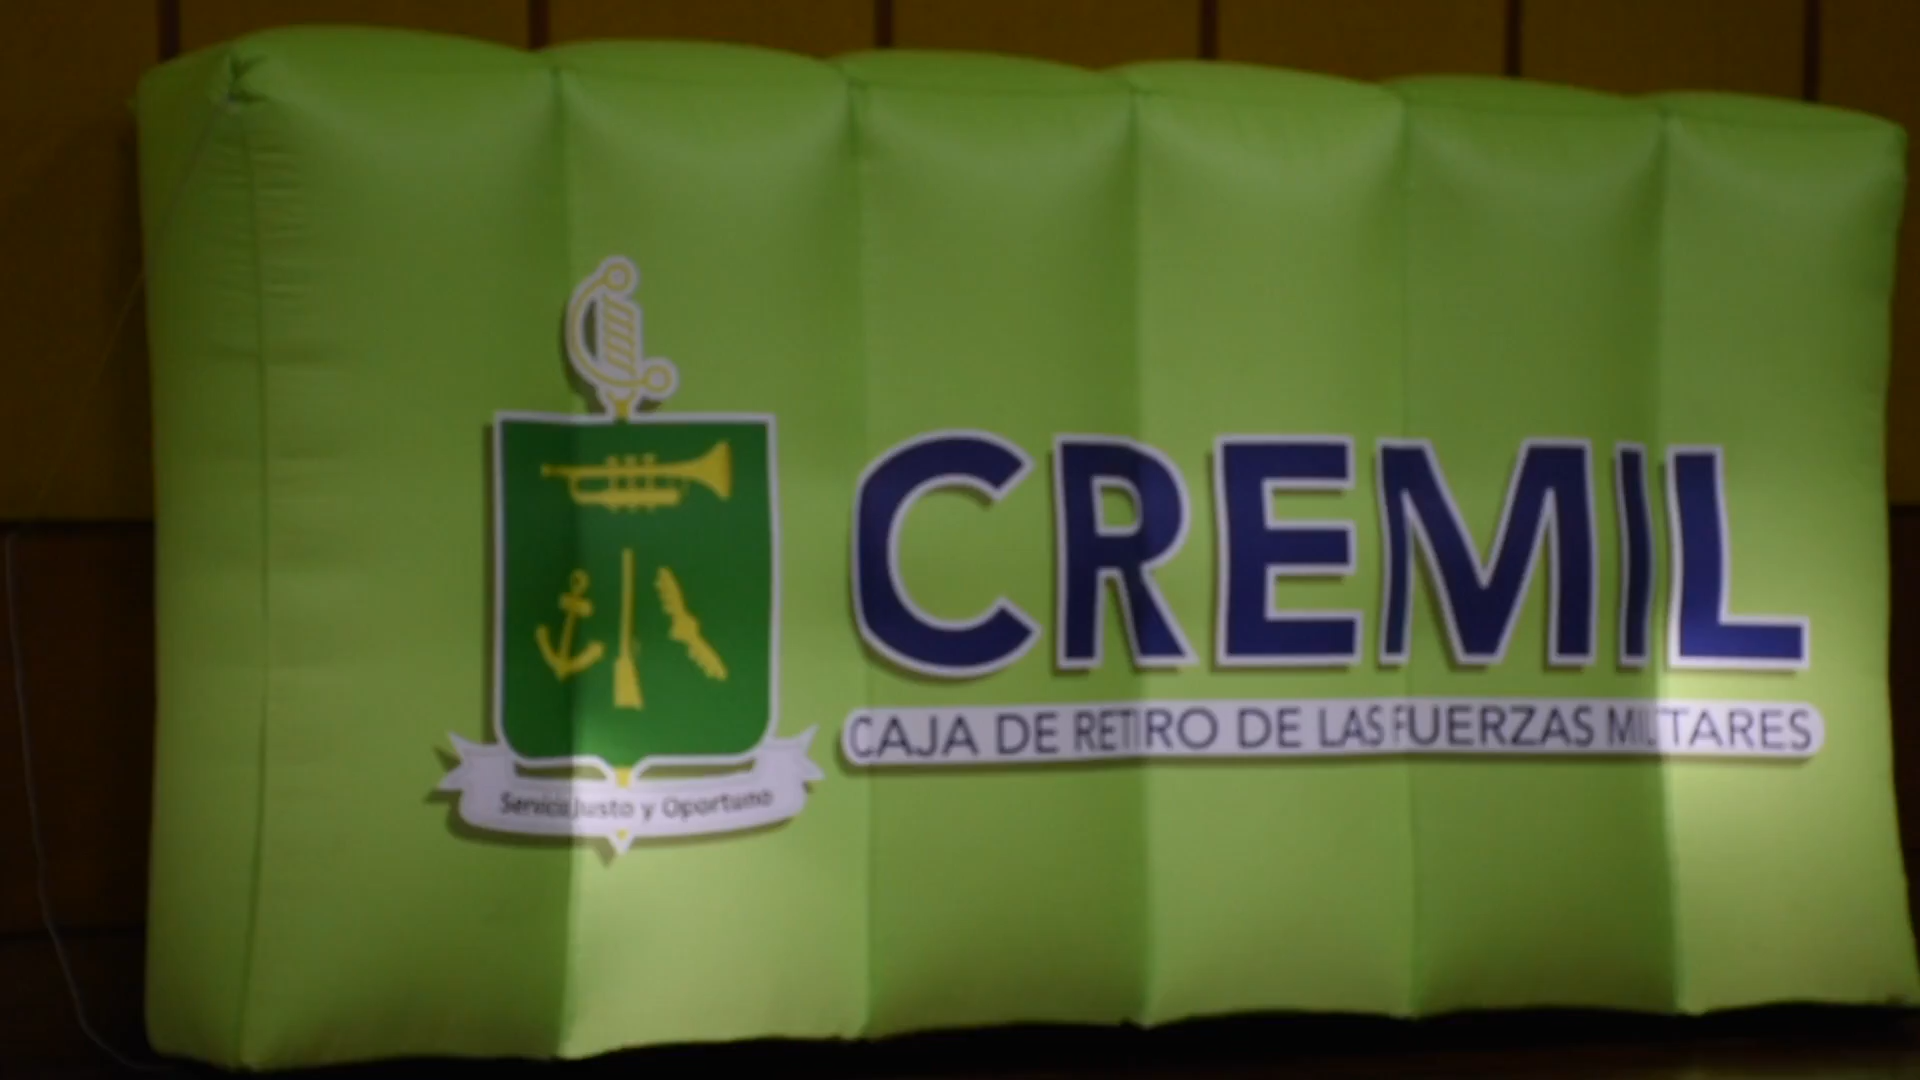 CREMIL
CAJA DE RETIRO DE LAS FUERZAS MILITARES
Servicio Justo y Oportuno